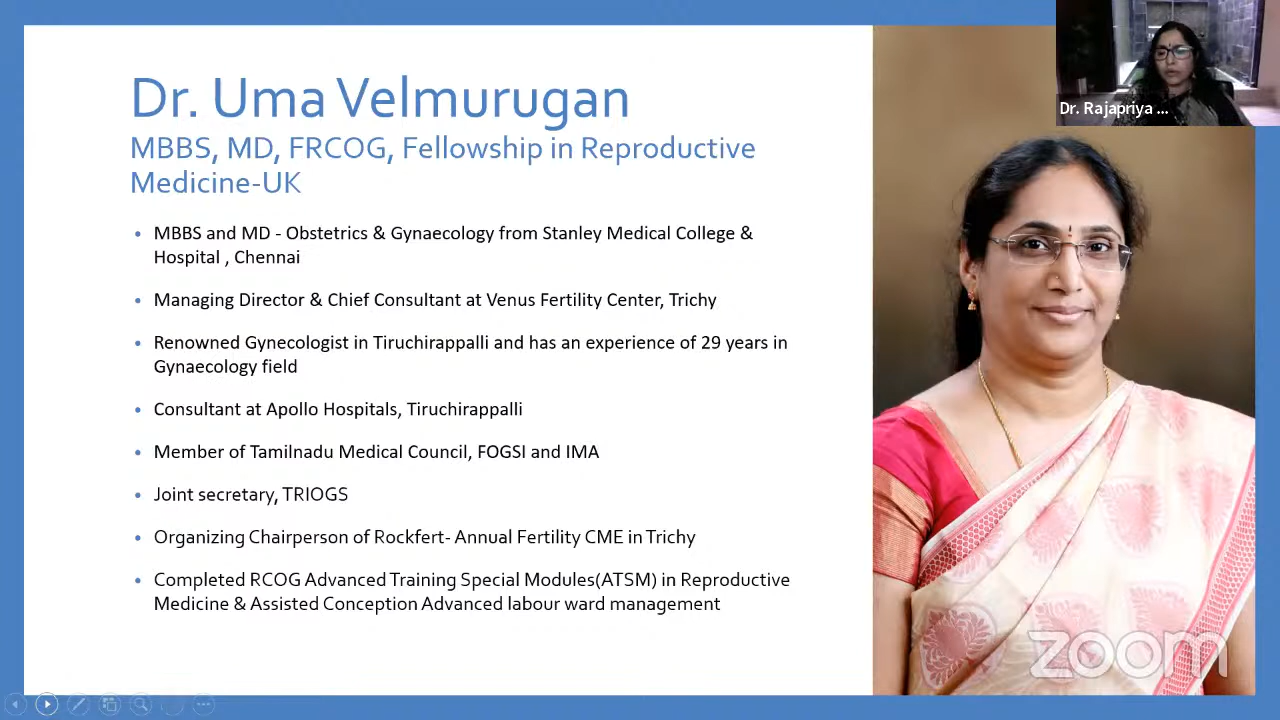 Dr. Uma Velmurugan
MBBS, MD, FRCOG, Fellowship in Reproductive
Medicine-UK
• MBBS and MD - Obstetrics & Gynaecology from Stanley Medical College &
Hospital , Chennai
• Managing Director & Chief Consultant at Venus Fertility Center, Trichy
• Renowned Gynecologist in Tiruchirappalli and has an experience of 29 years in
Gynaecology field
• Consultant at Apollo Hospitals, Tiruchirappalli
• Member of Tamilnadu Medical Council, FOGSI and IMA
• Joint secretary, TRIOGS
• Organizing Chairperson of Rockfert- Annual Fertility CME in Trichy
• Completed RCOG Advanced Training Special Modules(ATSM) in Reproductive
Medicine & Assisted Conception Advanced labour ward management
Dr. Rajapriya ...
zoom